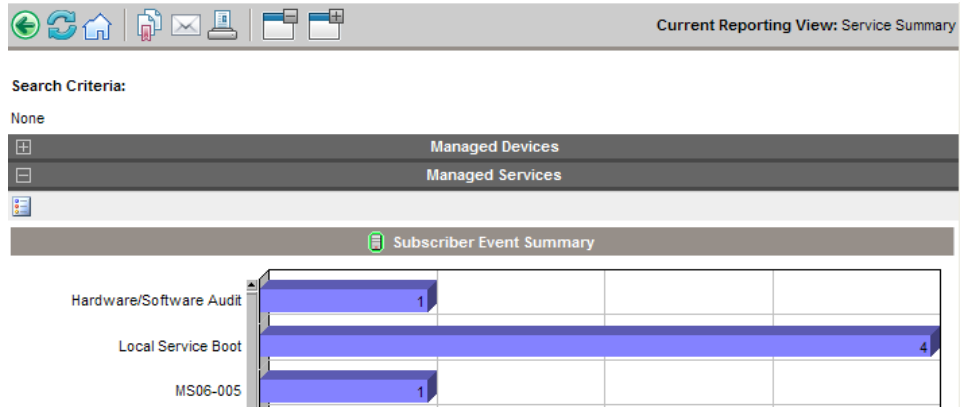 Current Reporting View: Service Summary
Search Criteria:
None
Managed Devices
Managed Services
Subscriber Event Summary
Hardware/Software Audit 1
Local Service Boot 4
MS06-005 1